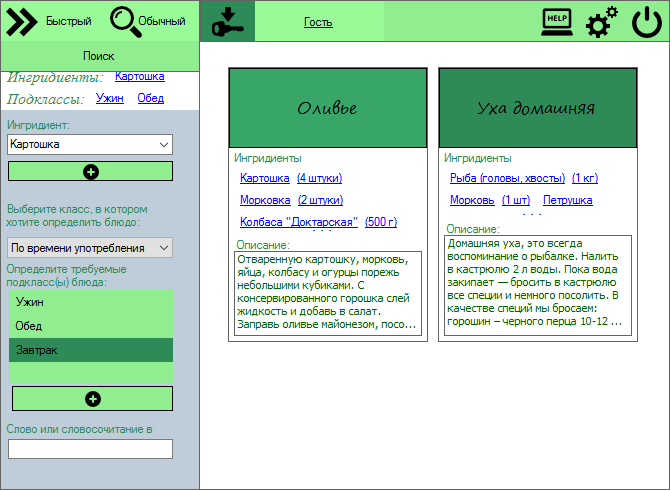 Быстрый
Обычный
Гость
HELP
Поиск
Ингридиенты: Картошка
Подклассы: Ужин Обед
Ингридиент:
Картошка
Выберите класс, в котором
хотите определить блюдо:
По времени употребления
Определите требуемые
подкласс(ы) блюда:
Ужин
Обед
Завтрак
Слово или словосочитание в
Оливье
Ингридиенты
Картошка (4 штуки)
Морковка (2 штуки)
Колбаса "Доктарская" (500 г)
...
Описание:
Отваренную картошку, морковь,
яйца, колбасу и огурцы порежь
небольшими кубиками. С
консервированного горошка слей
жидкость и добавь в салат.
Заправь оливье майонезом, посо...
Уха домашняя
Ингридиенты
Рыба (головы, хвосты) (1 кг)
Морковь (1 шт) Петрушка
...
Описание:
Домашняя уха, это всегда
воспоминание о рыбалке. Налить
в кастрюлю 2 л воды. Пока вода
закипает — бросить в кастрюлю
все специи и немного посолить. В
качестве специй мы бросаем:
горошин – черного перца 10-12 ...